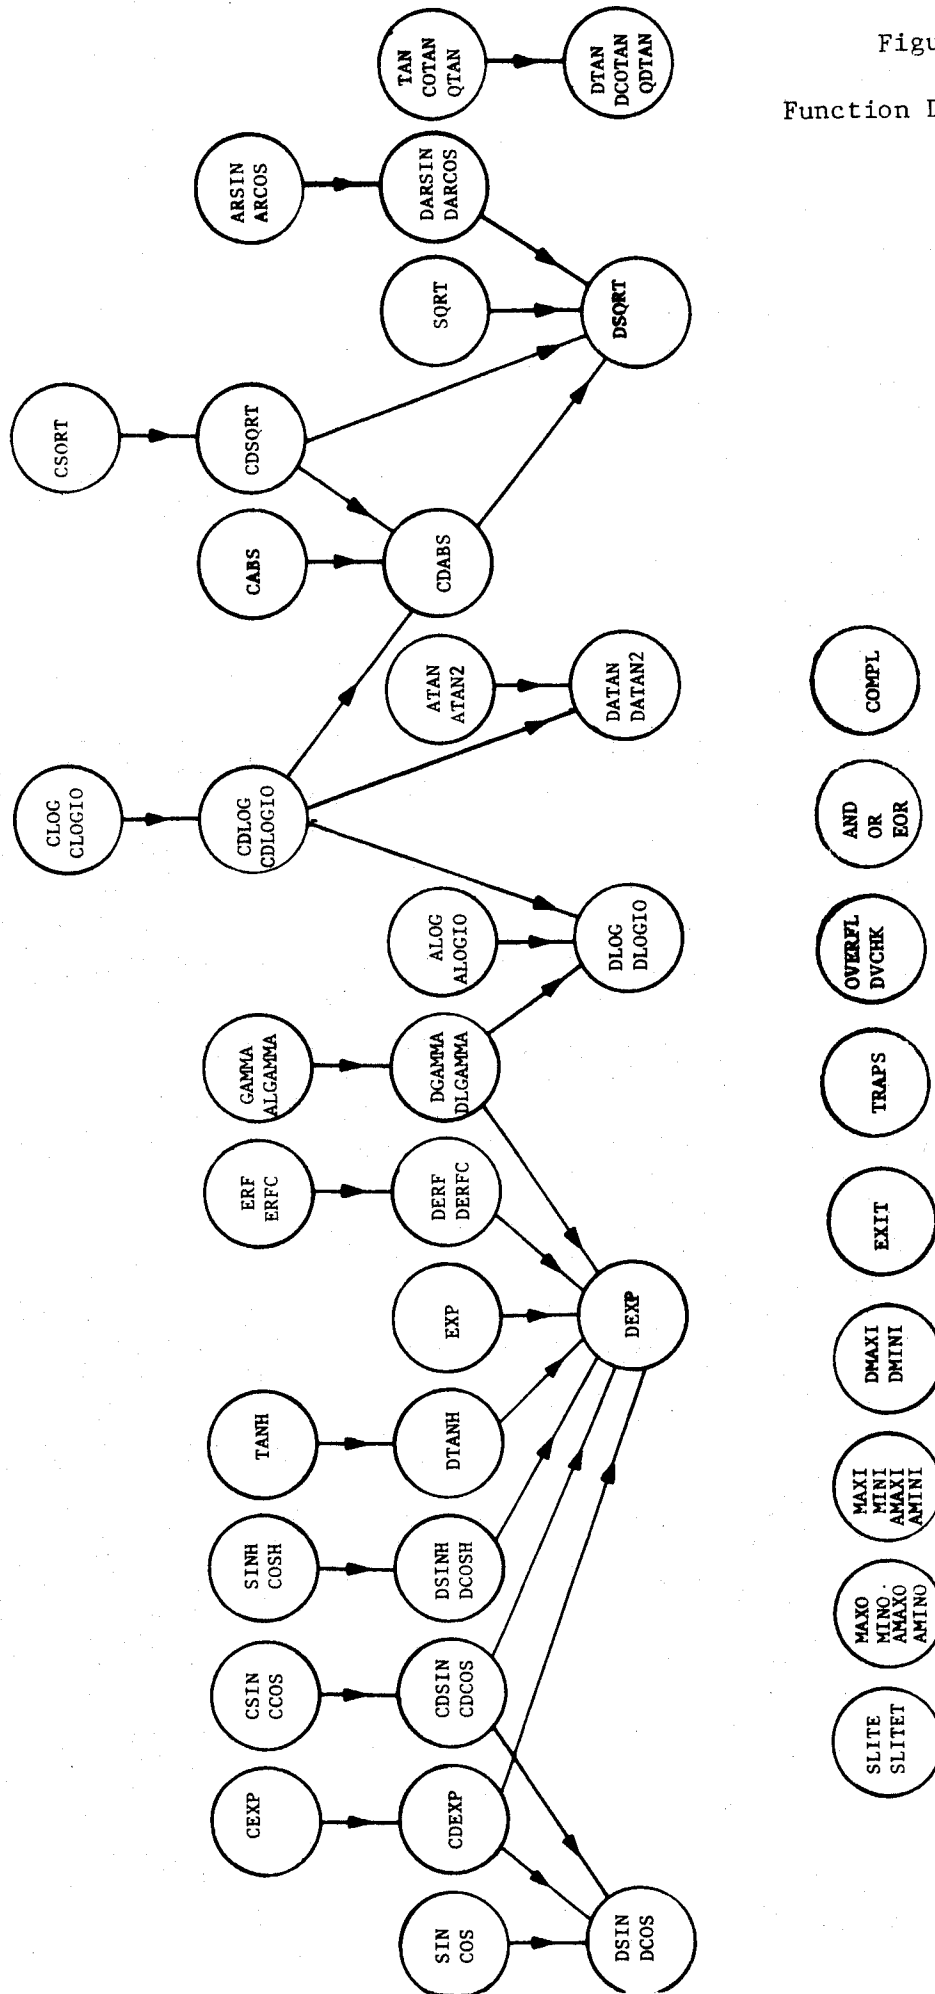 Figu
Function D
TAN
COTAN
QTAN
DTAN
DCOTAN
QDTAN
ARSIN
ARCOS
DARSIN
DARCOS
SQRT
DSQRT
CSORT
CDSQRT
CABS
CDABS
ATAN
ATAN2
DATAN
DATAN2
CLOG
CLOGIO
CDLOG
CDLOGIO
ALOG
ALOGIO
DLOG
DLOGIO
GAMMA
ALGAMMA
DGAMMA
DLGAMMA
ERF
ERFC
DERF
DERFC
EXP
DEXP
TANH
DTANH
SINH
COSH
DSINH
DCOSH
CSIN
CCOS
CDSIN
CDCOS
CEXP
CDEXP
SIN
COS
DSIN
DCOS
COMPL
AND
OR
EOR
OVERFL
DVCHK
TRAPS
EXIT
DMAXI
DMINI
MAXI
MINI
AMAXI
AMINI
MAXO
MINO.
AMAXO
AMINO
SLITE
SLITET